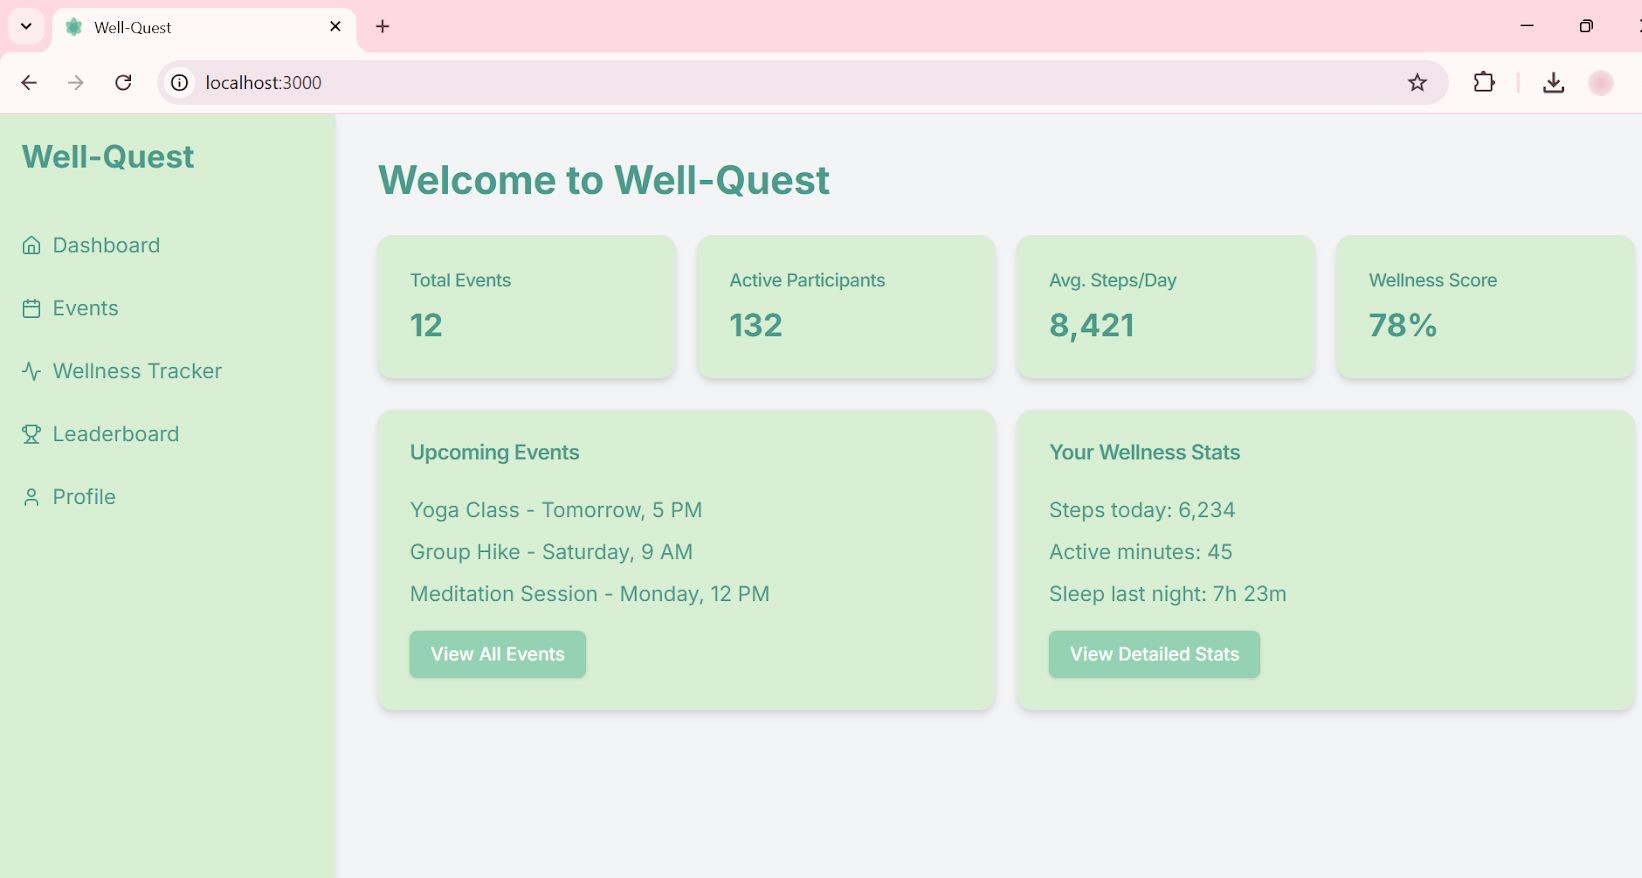 Well-Quest
localhost:3000
Well-Quest
Dashboard
Events
Wellness Tracker
Leaderboard
Profile
Welcome to Well-Quest
Total Events
12
Active Participants
132
Avg. Steps/Day
8,421
Wellness Score
78%
Upcoming Events
Yoga Class - Tomorrow, 5 PM
Group Hike - Saturday, 9 AM
Meditation Session - Monday, 12 PM
View All Events
Your Wellness Stats
Steps today: 6,234
Active minutes: 45
Sleep last night: 7h 23m
View Detailed Stats